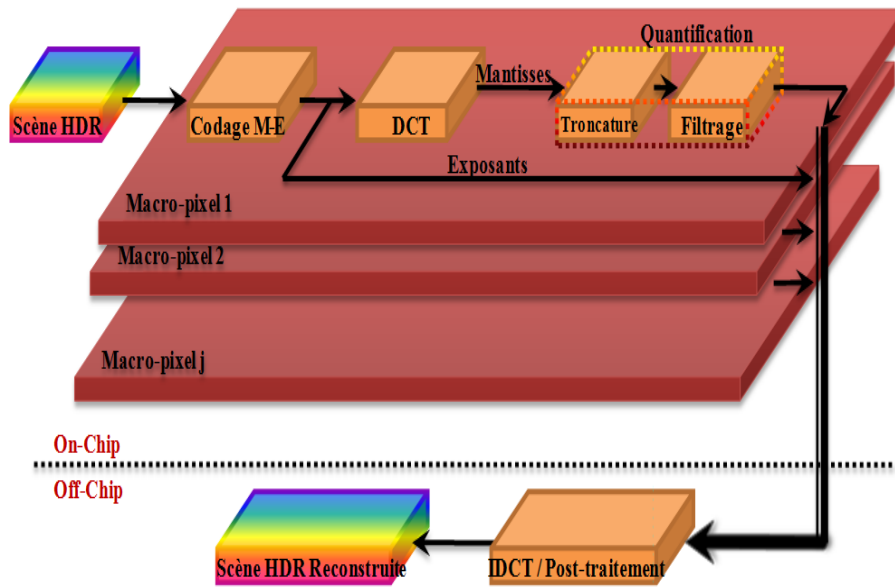 Quantification
Mantisses
Scène HDR
Codage M-E
DCT
Troncature
Filtrage
Exposants
Macro-pixel 1
Macro-pixel 2
Macro-pixel j
On-Chip
Off-Chip
Scène HDR Reconstruite
IDCT / Post-traitement